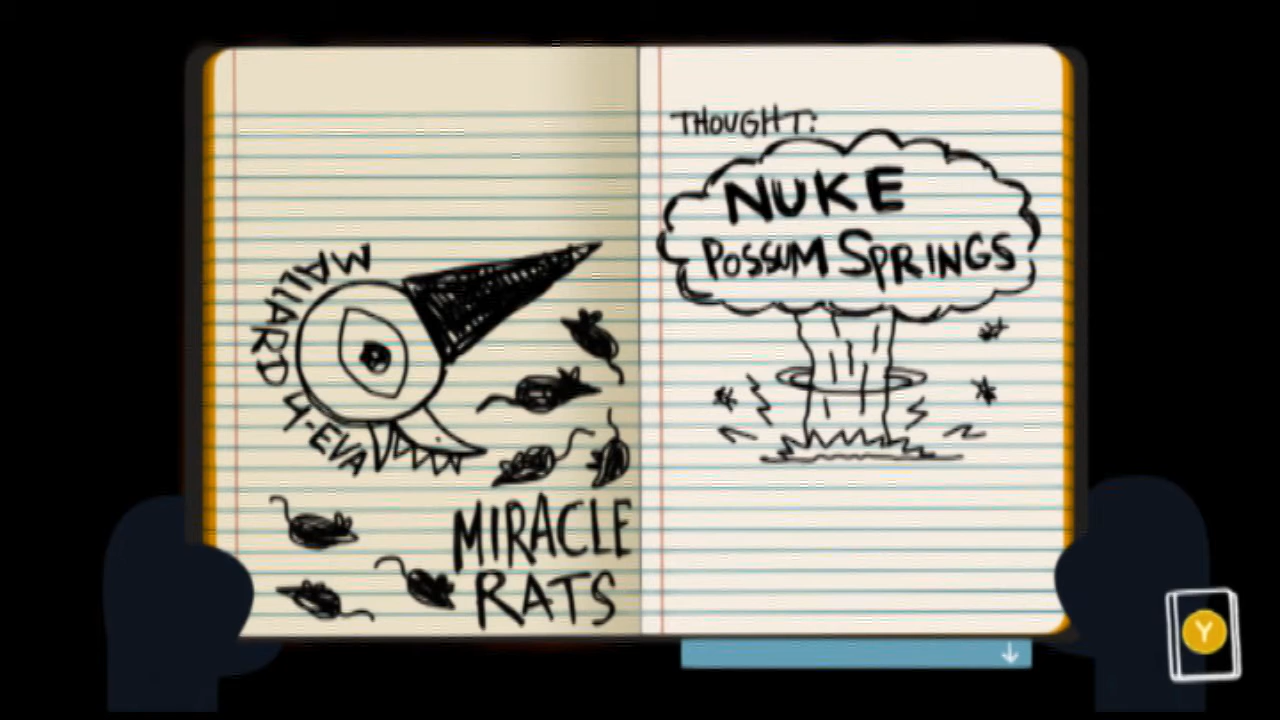 MALLARD
4-EVA
MIRACLE
RATS
THOUGHT:
NUKE
POSSUM SPRINGS
Y